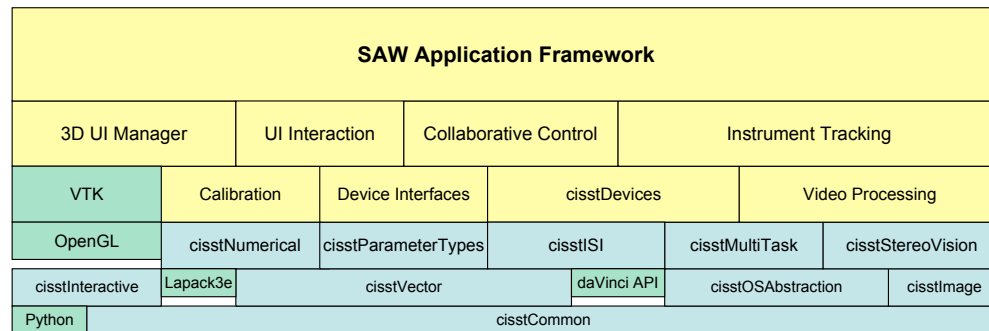 SAW Application Framework
3D UI Manager
UI Interaction
Collaborative Control
Instrument Tracking
VTK
Calibration
Device Interfaces
cisstDevices
Video Processing
OpenGL
cisstNumerical
cisstParameterTypes
cisstISI
cisstMultiTask
cisstStereoVision
cisstInteractive
Lapack3e
cisstVector
daVinci API
cisstOSAbstraction
cisstImage
Python
cisstCommon